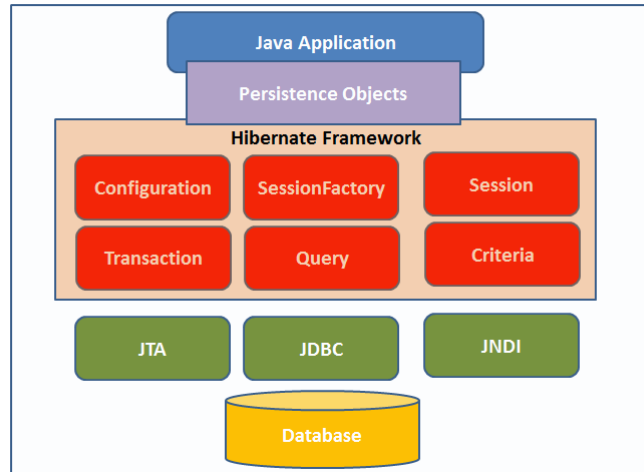 Java Application
Persistence Objects
Hibernate Framework
Configuration
SessionFactory
Session
Transaction
Query
Criteria
JTA
JDBC
JNDI
Database